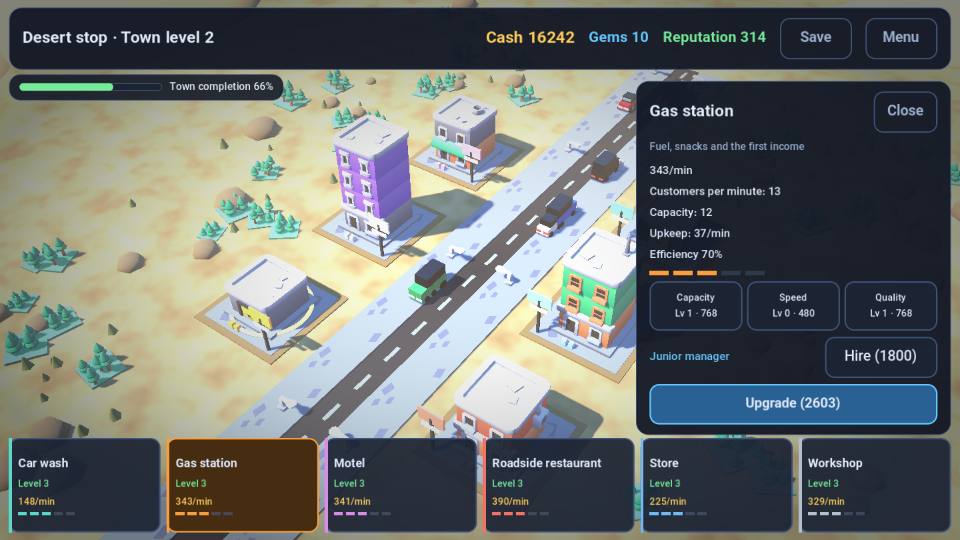 Desert stop · Town level 2
Cash 16242
Gems 10
Reputation 314
Save
Menu
Town completion 66%
Gas station
Close
Fuel, snacks and the first income
343/min
Customers per minute: 13
Capacity: 12
Upkeep: 37/min
Efficiency 70%
Capacity
Lv 1 · 768
Speed
Lv 0 · 480
Quality
Lv 1 · 768
Junior manager
Hire (1800)
Upgrade (2603)
Car wash
Level 3
148/min
Gas station
Level 3
343/min
Motel
Level 3
341/min
Roadside restaurant
Level 3
390/min
Store
Level 3
225/min
Workshop
Level 3
329/min